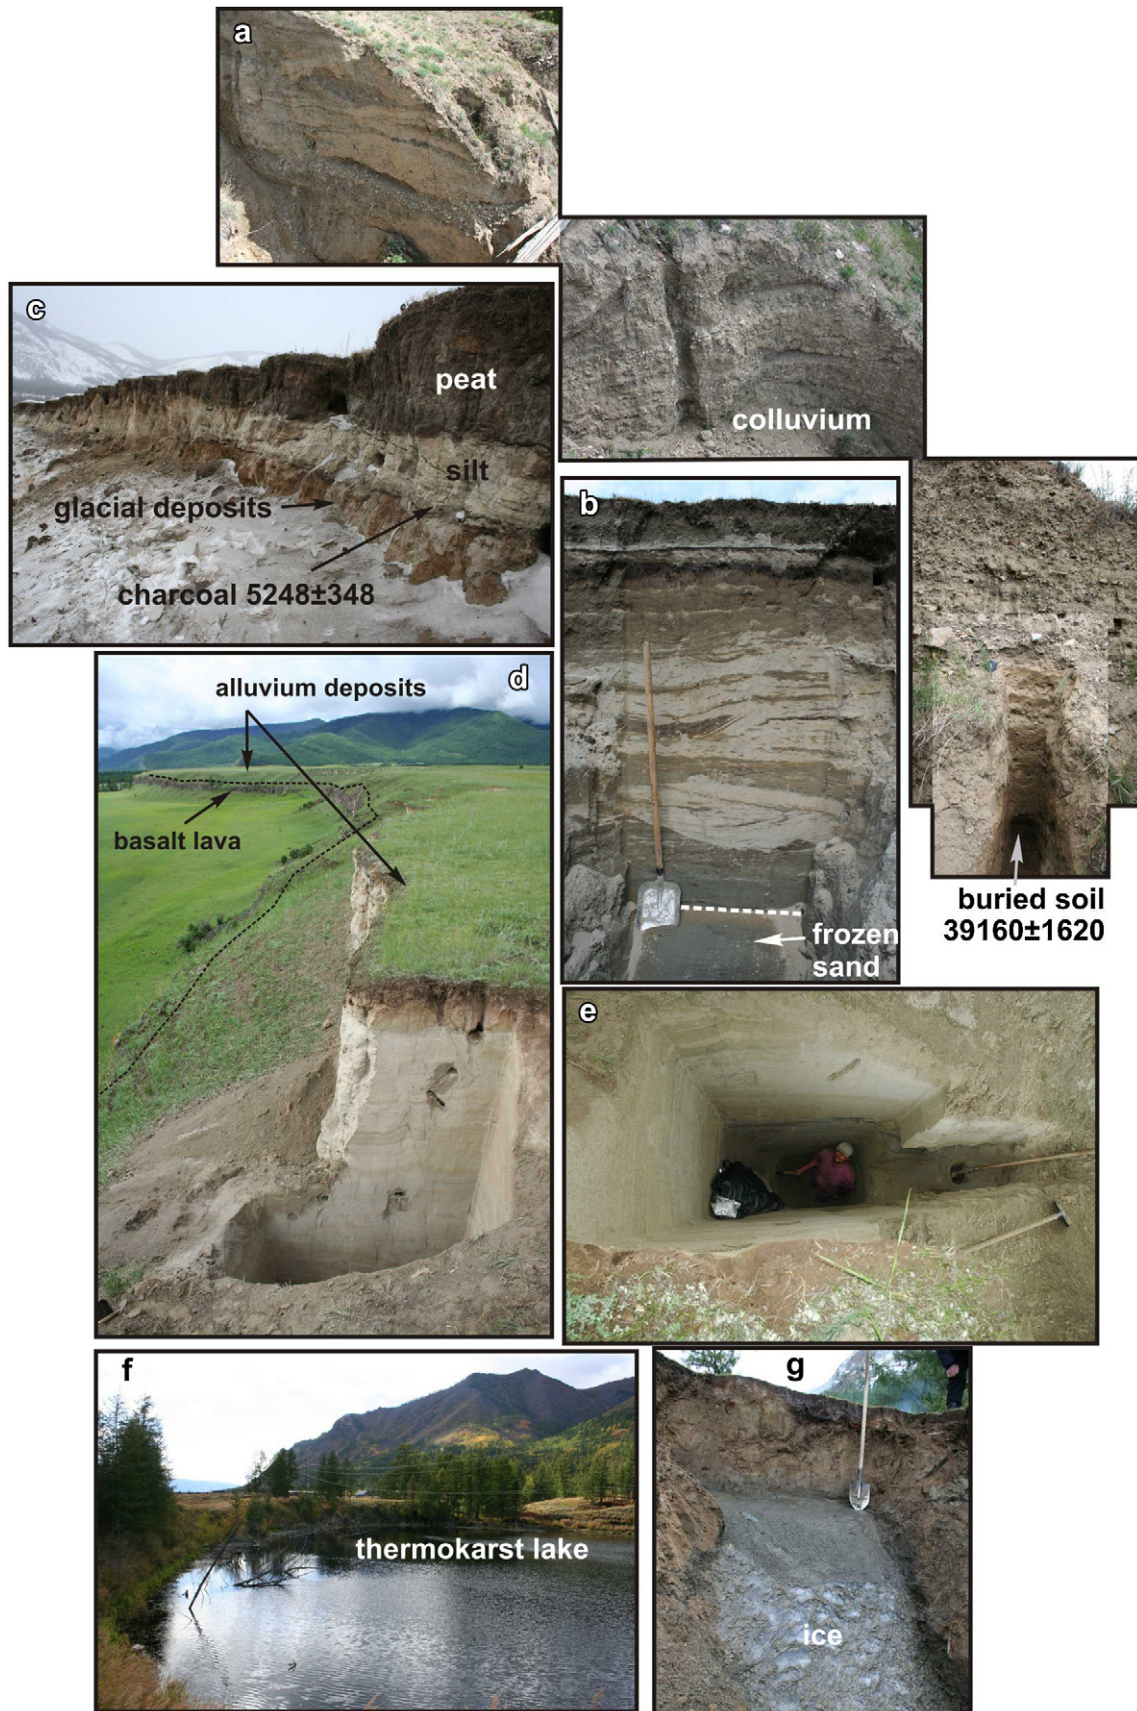 a
colluvium
c
peat
silt
glacial deposits
charcoal 5248±348
b
frozen
sand
buried soil
39160±1620
d
alluvium deposits
basalt lava
e
f
thermokarst lake
g
ice